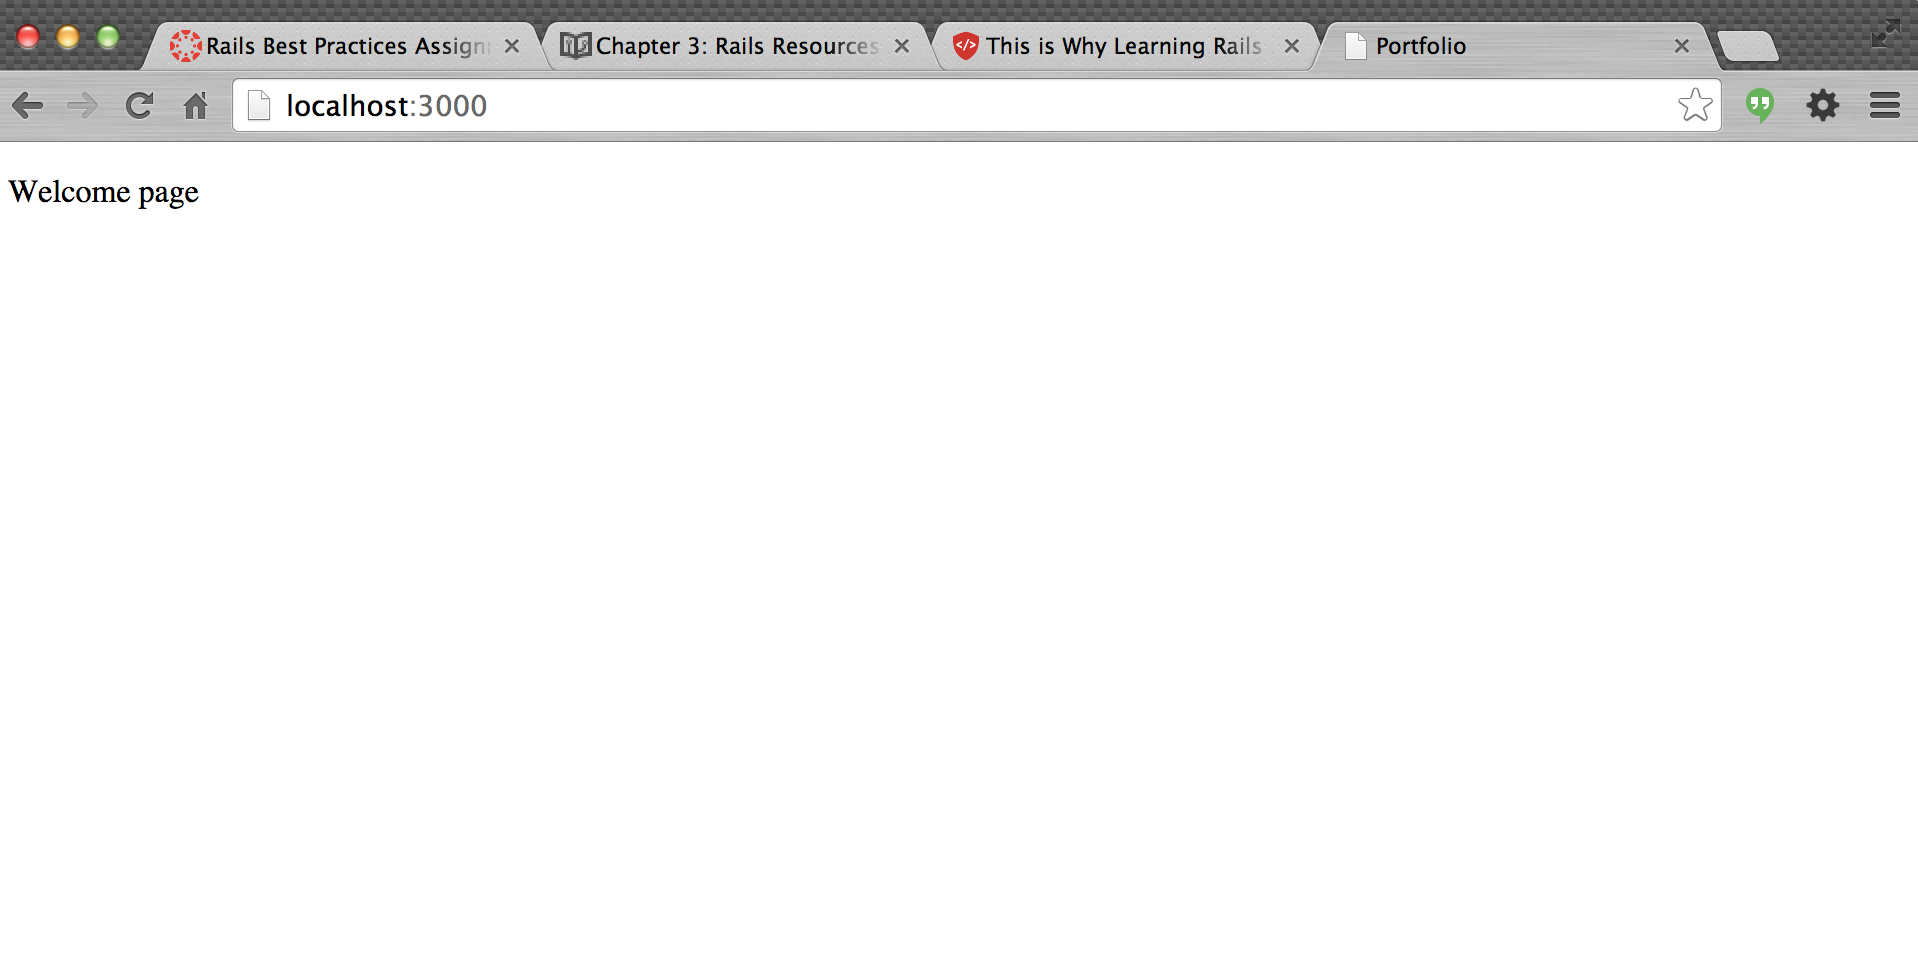 Rails Best Practices Assign
Chapter 3: Rails Resources
This is Why Learning Rails
Portfolio
localhost:3000
Welcome page